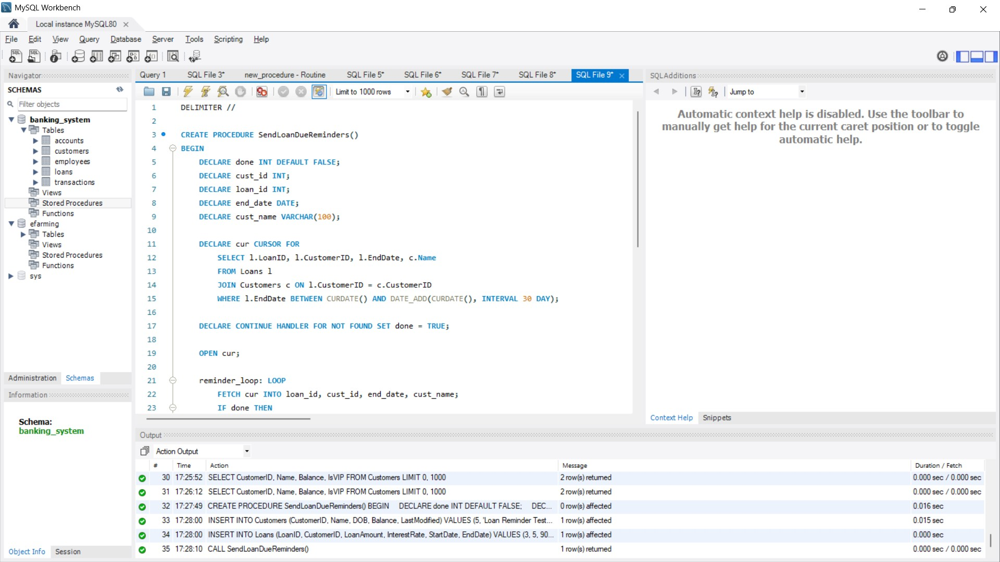 MySQL Workbench
Local instance MySQL80
File Edit View Query Database Server Tools Scripting Help
Navigator
SCHEMAS
Filter objects
banking_system
Tables
accounts
customers
employees
loans
transactions
Views
Stored Procedures
Functions
efarming
Tables
Views
Stored Procedures
Functions
sys
Administration Schemas
Information
Schema:
banking_system
Object Info Session
Query 1 SQL File 3* new_procedure - Routine SQL File 5* SQL File 6* SQL File 7* SQL File 8* SQL File 9*
Limit to 1000 rows
1 DELIMITER //
2
3 CREATE PROCEDURE SendLoanDueReminders()
4 BEGIN
5 DECLARE done INT DEFAULT FALSE;
6 DECLARE cust_id INT;
7 DECLARE loan_id INT;
8 DECLARE end_date DATE;
9 DECLARE cust_name VARCHAR(100);
10
11 DECLARE cur CURSOR FOR
12 SELECT l.LoanID, l.CustomerID, l.EndDate, c.Name
13 FROM Loans l
14 JOIN Customers c ON l.CustomerID = c.CustomerID
15 WHERE l.EndDate BETWEEN CURDATE() AND DATE_ADD(CURDATE(), INTERVAL 30 DAY);
16
17 DECLARE CONTINUE HANDLER FOR NOT FOUND SET done = TRUE;
18
19 OPEN cur;
20
21 reminder_loop: LOOP
22 FETCH cur INTO loan_id, cust_id, end_date, cust_name;
23 IF done THEN
SQLAdditions
Jump to
Automatic context help is disabled. Use the toolbar to
manually get help for the current caret position or to toggle
automatic help.
Context Help Snippets
Output
Action Output
# Time Action Message Duration / Fetch
30 17:25:52 SELECT CustomerID, Name, Balance, IsVIP FROM Customers LIMIT 0, 1000 2 row(s) returned 0.000 sec / 0.000 sec
31 17:26:12 SELECT CustomerID, Name, Balance, IsVIP FROM Customers LIMIT 0, 1000 2 row(s) returned 0.000 sec / 0.000 sec
32 17:27:49 CREATE PROCEDURE SendLoanDueReminders() BEGIN DECLARE done INT DEFAULT FALSE; DEC... 0 row(s) affected 0.016 sec
33 17:28:00 INSERT INTO Customers (CustomerID, Name, DOB, Balance, LastModified) VALUES (5, 'Loan Reminder Test... 1 row(s) affected 0.015 sec
34 17:28:00 INSERT INTO Loans (LoanID, CustomerID, LoanAmount, InterestRate, StartDate, EndDate) VALUES (3, 5, 90... 1 row(s) affected 0.000 sec
35 17:28:10 CALL SendLoanDueReminders() 1 row(s) returned 0.000 sec / 0.000 sec